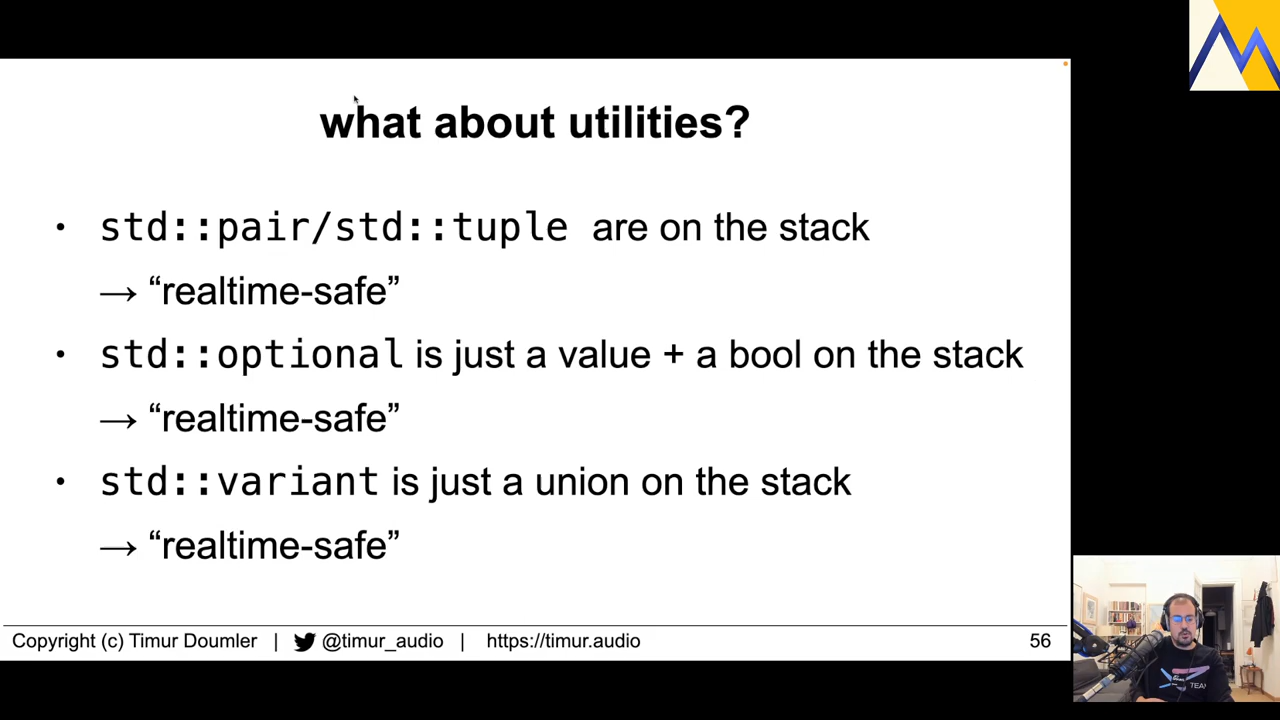 what about utilities?
• std::pair/std::tuple are on the stack
→ “realtime-safe”
• std::optional is just a value + a bool on the stack
→ “realtime-safe”
• std::variant is just a union on the stack
→ “realtime-safe”
Copyright (c) Timur Doumler | @timur_audio | https://timur.audio 56
TEAM